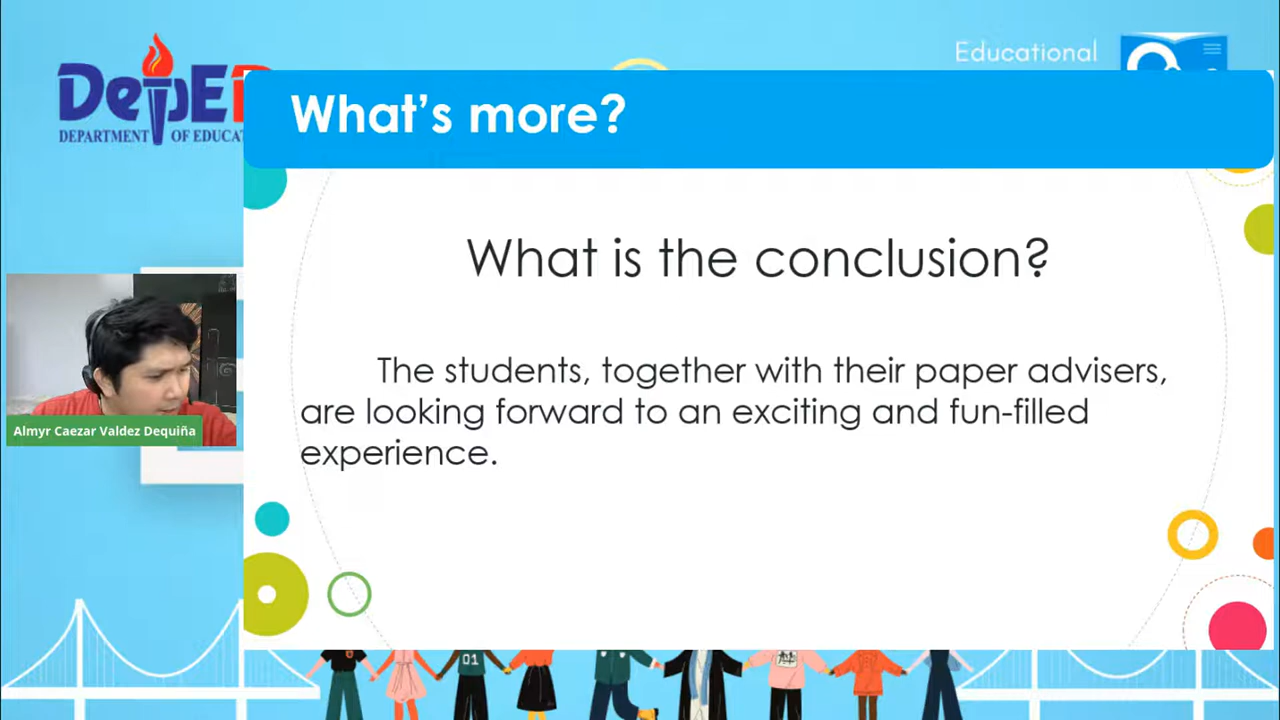 DepED
DEPARTMENT OF EDUCAT
Educational
What's more?
What is the conclusion?
The students, together with their paper advisers,
are looking forward to an exciting and fun-filled
experience.
Almyr Caezar Valdez Dequiña
01